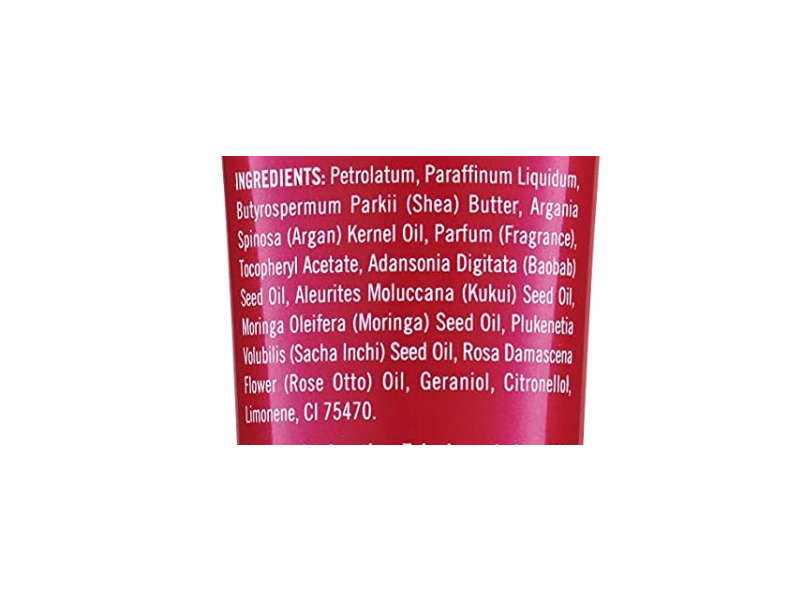 INGREDIENTS: Petrolatum, Paraffinum Liquidum,
Butyrospermum Parkii (Shea) Butter, Argania
Spinosa (Argan) Kernel Oil, Parfum (Fragrance),
Tocopheryl Acetate, Adansonia Digitata (Baobab)
Seed Oil, Aleurites Moluccana (Kukui) Seed Oil,
Moringa Oleifera (Moringa) Seed Oil, Plukenetia
Volubilis (Sacha Inchi) Seed Oil, Rosa Damascena
Flower (Rose Otto) Oil, Geraniol, Citronellol,
Limonene, CI 75470.